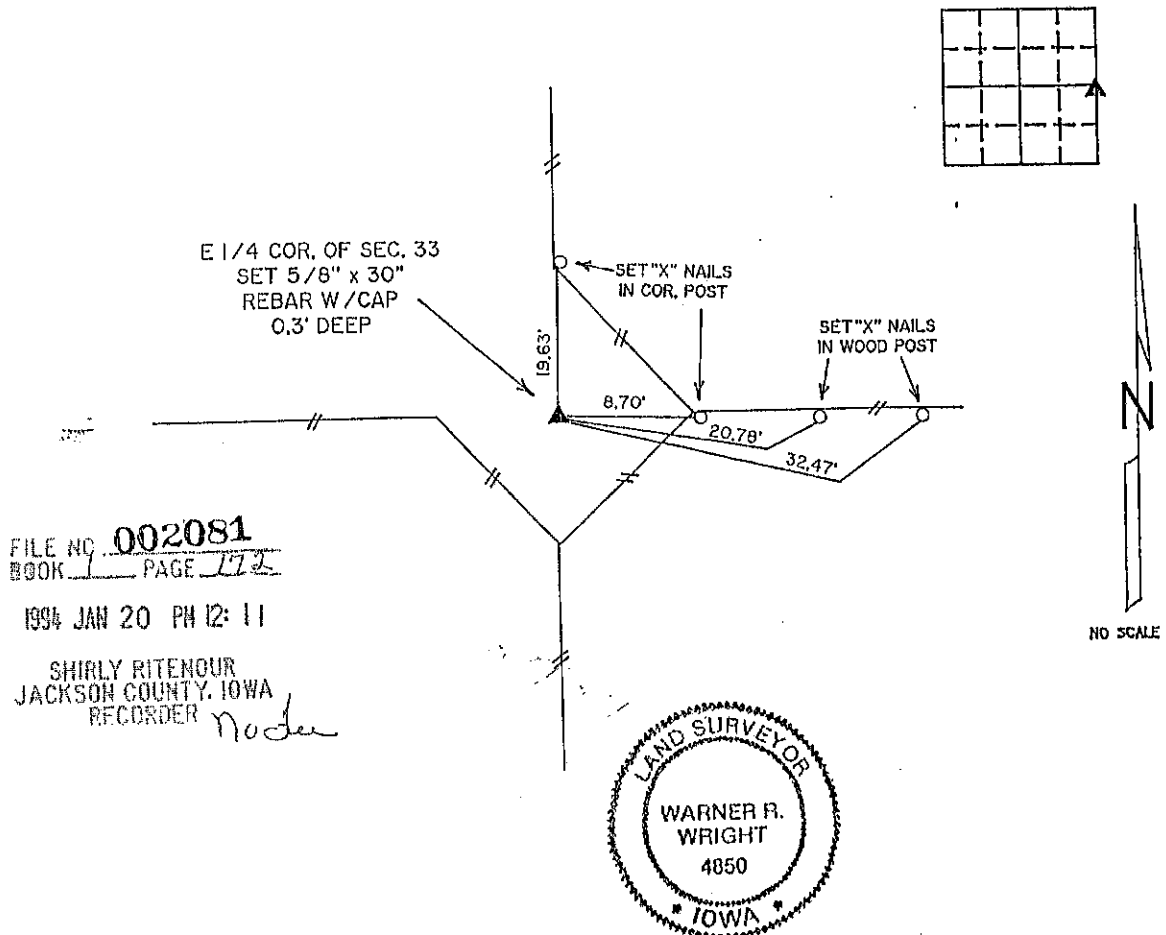 E 1/4 COR. OF SEC. 33
SET 5/8" x 30"
REBAR W/CAP
0.3' DEEP
SET "X" NAILS
IN COR. POST
SET "X" NAILS
IN WOOD POST
19.63'
8.70'
20.78'
32.47'
N
NO SCALE
FILE NO. 002081
BOOK 1 PAGE 172
1994 JAN 20 PM 12: 11
SHIRLY RITENOUR
JACKSON COUNTY, IOWA
RECORDER
LAND SURVEYOR
WARNER R.
WRIGHT
4850
* IOWA *